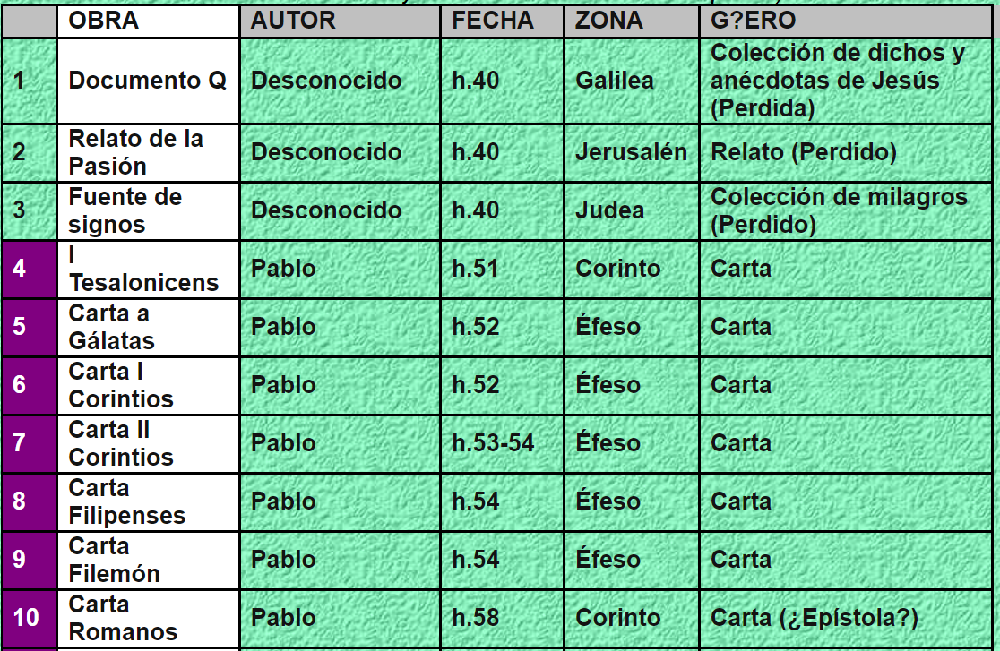 OBRA AUTOR FECHA ZONA G?ERO
1 Documento Q Desconocido h.40 Galilea Colección de dichos y
anécdotas de Jesús
(Perdida)
2 Relato de la
Pasión Desconocido h.40 Jerusalén Relato (Perdido)
3 Fuente de
signos Desconocido h.40 Judea Colección de milagros
(Perdido)
4 I
Tesalonicens Pablo h.51 Corinto Carta
5 Carta a
Gálatas Pablo h.52 Éfeso Carta
6 Carta I
Corintios Pablo h.52 Éfeso Carta
7 Carta II
Corintios Pablo h.53-54 Éfeso Carta
8 Carta
Filipenses Pablo h.54 Éfeso Carta
9 Carta
Filemón Pablo h.54 Éfeso Carta
10 Carta
Romanos Pablo h.58 Corinto Carta (¿Epístola?)